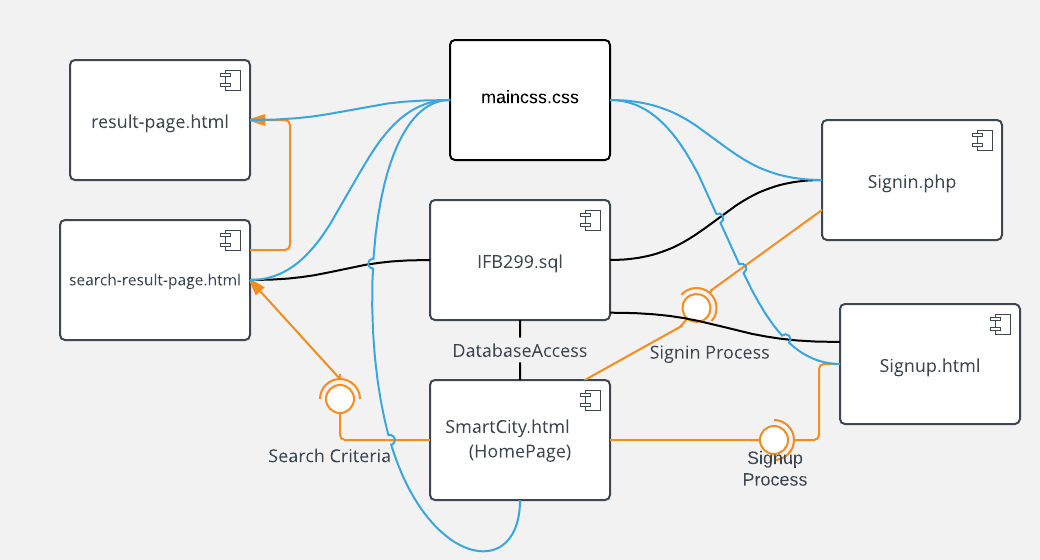 maincss.css
result-page.html
Signin.php
IFB299.sql
search-result-page.html
DatabaseAccess
Signin Process
Signup.html
SmartCity.html
(HomePage)
Search Criteria
Signup
Process